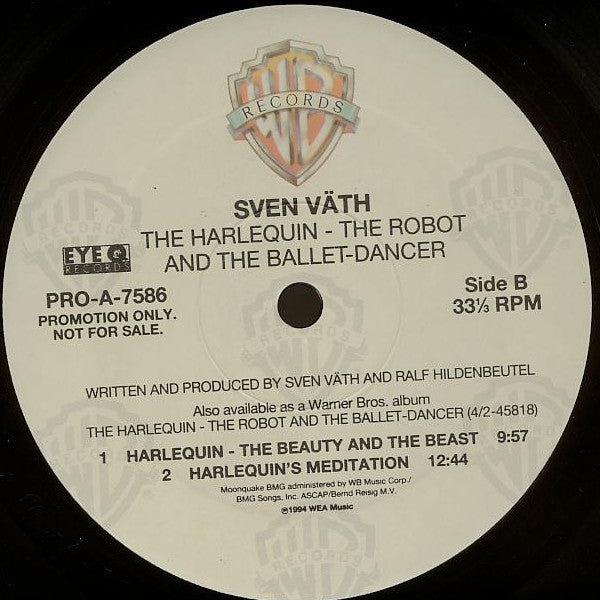 WB
RECORDS
SVEN VÄTH
THE HARLEQUIN - THE ROBOT
AND THE BALLET-DANCER
EYE Q
RECORDS
PRO-A-7586
PROMOTION ONLY.
NOT FOR SALE.
Side B
33⅓ RPM
WRITTEN AND PRODUCED BY SVEN VÄTH AND RALF HILDENBEUTEL
Also available as a Warner Bros. album
THE HARLEQUIN - THE ROBOT AND THE BALLET-DANCER (4/2-45818)
1 HARLEQUIN - THE BEAUTY AND THE BEAST 9:57
2 HARLEQUIN'S MEDITATION 12:44
Moonquake BMG administered by WB Music Corp./
BMG Songs, Inc. ASCAP/Bernd Reisig M.V.
℗1994 WEA Music